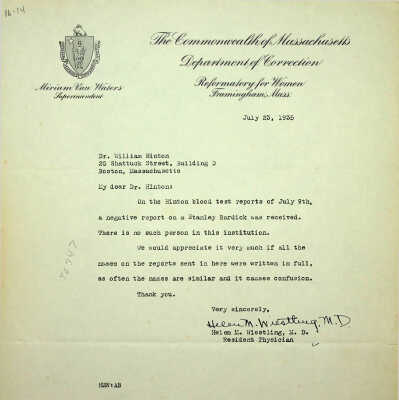 16-14
The Commonwealth of Massachusetts
Department of Correction
Reformatory for Women
Framingham, Mass.
Miriam Van Waters
Superintendent
July 23, 1935
Dr. William Hinton
25 Shattuck Street, Building D
Boston, Massachusetts
My dear Dr. Hinton:
On the Hinton blood test reports of July 9th,
a negative report on a Stanley Burdick was received.
There is no such person in this institution.
We would appreciate it very much if all the
names on the reports sent in here were written in full,
as often the names are similar and it causes confusion.
Thank you.
Very sincerely,
Helen M. Wiestling, M.D.
Helen M. Wiestling, M. D.
Resident Physician
HMW:AB